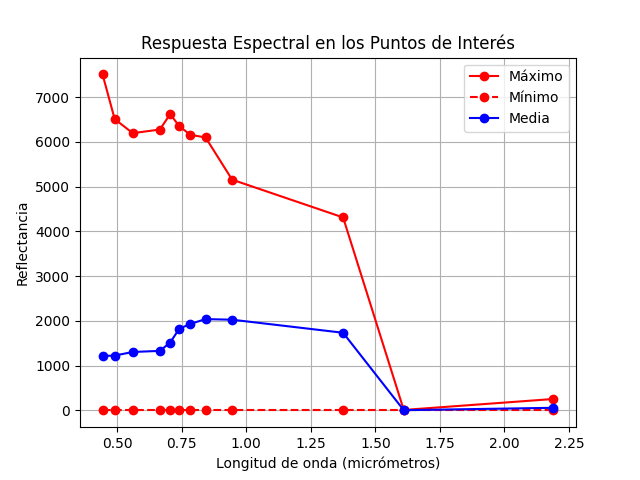 Respuesta Espectral en los Puntos de Interés
Máximo
Mínimo
Media
Reflectancia
7000
6000
5000
4000
3000
2000
1000
0
0.50 0.75 1.00 1.25 1.50 1.75 2.00 2.25
Longitud de onda (micrómetros)